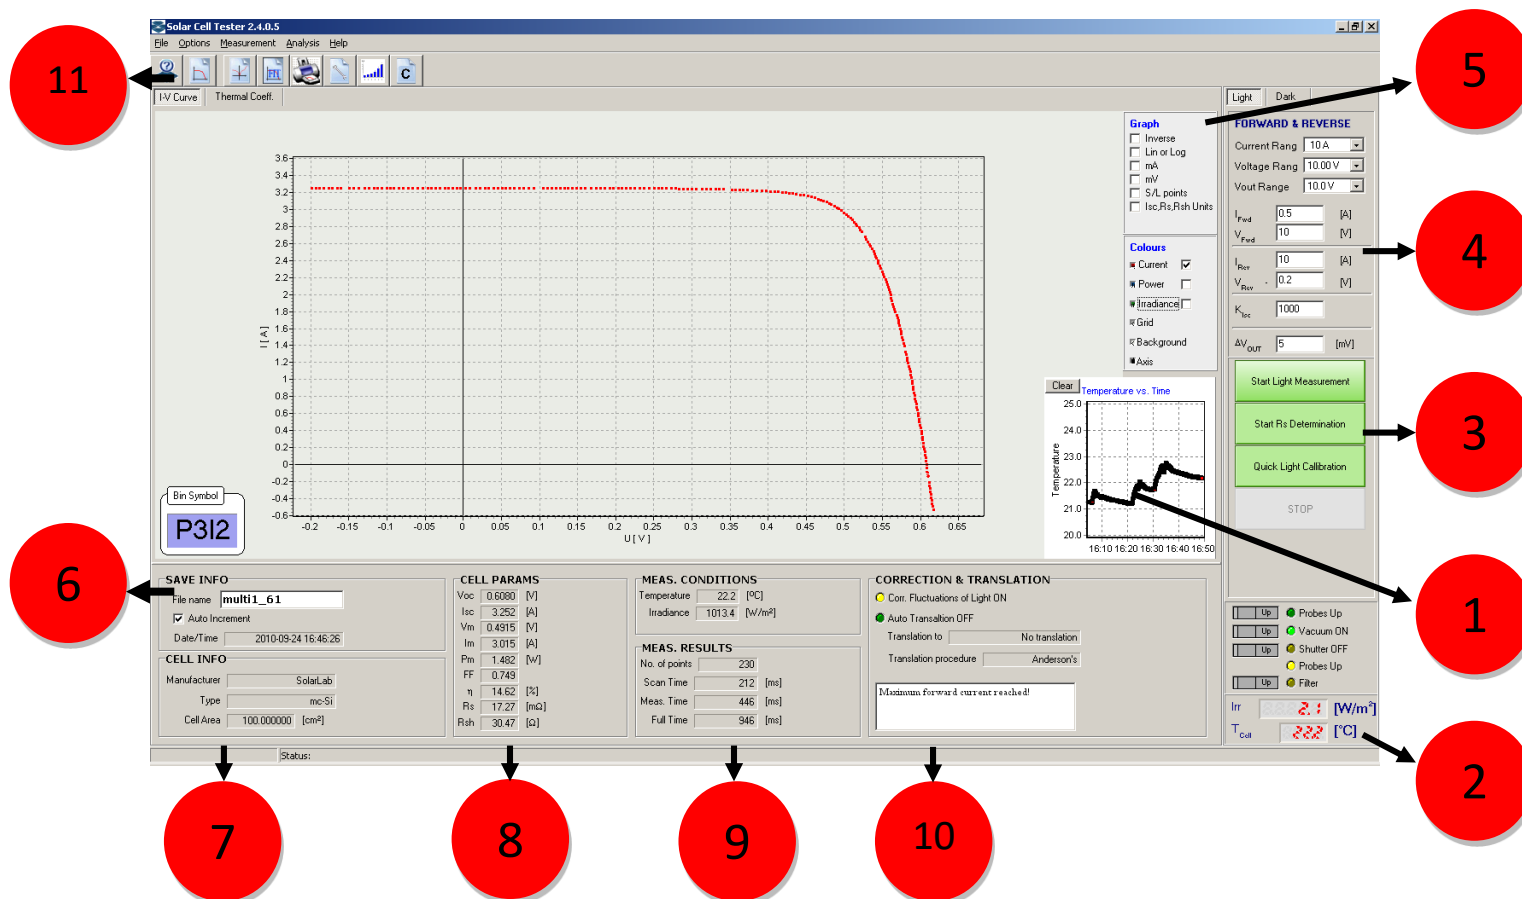 Solar Cell Tester 2.4.0.5
File Options Measurement Analysis Help
C
I-V Curve Thermal Coeff.
Light Dark
11
5
Graph
Inverse
Lin or Log
mA
mV
S/L points
Isc,Rs,Rsh Units
Colours
Current
Power
Irradiance
Grid
Background
Axis
FORWARD & REVERSE
Current Rang 10 A
Voltage Rang 10.00 V
Vout Range 10.0 V
I Fwd 0.5 [A]
V Fwd 10 [V]
I Rev 10 [A]
V Rev - 0.2 [V]
K Isc 1000
ΔV OUT 5 [mV]
4
3.6
3.4
3.2
3
2.8
2.6
2.4
2.2
2
1.8
1.6
1.4
1.2
1
0.8
0.6
0.4
0.2
0
-0.2
-0.4
-0.6
I [ A ]
-0.2 -0.15 -0.1 -0.05 0 0.05 0.1 0.15 0.2 0.25 0.3 0.35 0.4 0.45 0.5 0.55 0.6 0.65
U [ V ]
Bin Symbol
P3I2
Clear Temperature vs. Time
25.0
24.0
23.0
22.0
21.0
20.0
Temperature
16:10 16:20 16:30 16:40 16:50
Start Light Measurement
Start Rs Determination
Quick Light Callibration
STOP
3
1
6
SAVE INFO
File name multi1_61
Auto Increment
Date/Time 2010-09-24 16:46:26
CELL INFO
Manufacturer SolarLab
Type mc-Si
Cell Area 100.000000 [cm²]
CELL PARAMS
Voc 0.6080 [V]
Isc 3.252 [A]
Vm 0.4915 [V]
Im 3.015 [A]
Pm 1.482 [W]
FF 0.749
η 14.62 [%]
Rs 17.27 [mΩ]
Rsh 30.47 [Ω]
MEAS. CONDITIONS
Temperature 22.2 [ºC]
Irradiance 1013.4 [W/m²]
MEAS. RESULTS
No. of points 230
Scan Time 212 [ms]
Meas. Time 446 [ms]
Full Time 946 [ms]
CORRECTION & TRANSLATION
Corr. Fluctuations of Light ON
Auto Transaltion OFF
Translation to No translation
Translation procedure Anderson's
Maximum forward current reached!
Up Probes Up
Up Vacuum ON
Up Shutter OFF
Probes Up
Up Filter
Irr 2.1 [W/m²]
T Cell 22.2 [°C]
2
Status:
7
8
9
10